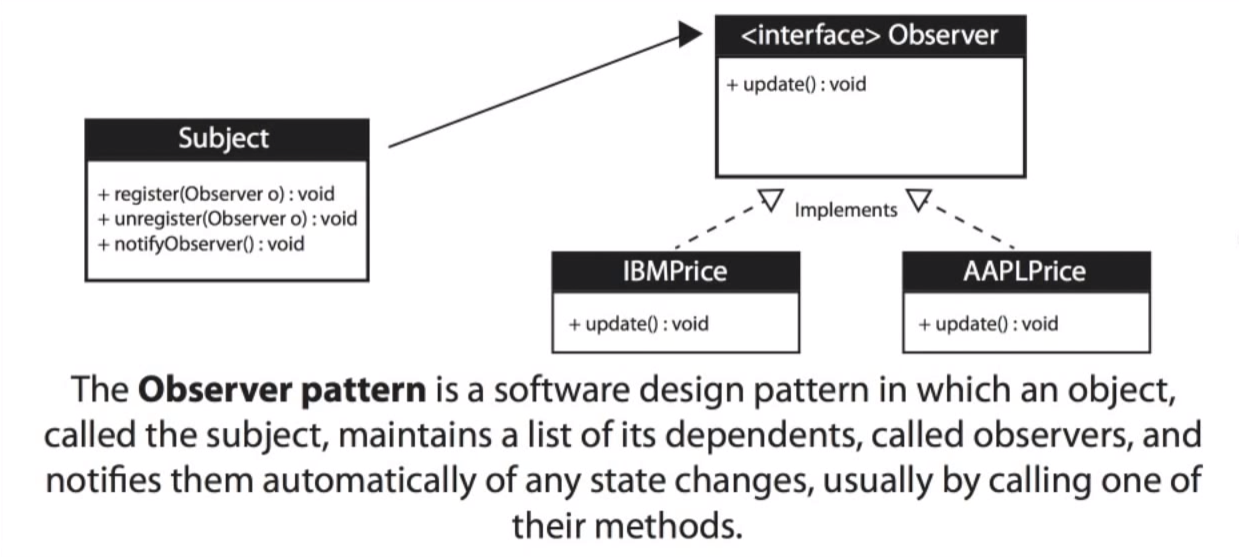 <interface> Observer
+ update() : void
Subject
+ register(Observer o) : void
+ unregister(Observer o) : void
+ notifyObserver() : void
Implements
IBMPrice
+ update() : void
AAPLPrice
+ update() : void
The Observer pattern is a software design pattern in which an object,
called the subject, maintains a list of its dependents, called observers, and
notifies them automatically of any state changes, usually by calling one of
their methods.